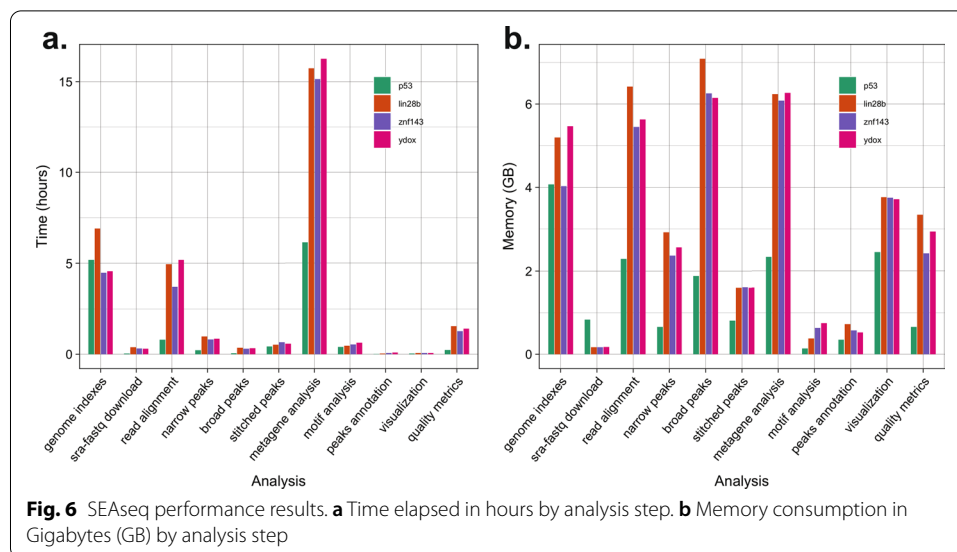 a.
Time (hours)
15
10
5
0
p53
lin28b
znf143
ydox
genome indexes
sra-fastq download
read alignment
narrow peaks
broad peaks
stitched peaks
metagene analysis
motif analysis
peaks annotation
visualization
quality metrics
Analysis
b.
Memory (GB)
6
4
2
0
p53
lin28b
znf143
ydox
genome indexes
sra-fastq download
read alignment
narrow peaks
broad peaks
stitched peaks
metagene analysis
motif analysis
peaks annotation
visualization
quality metrics
Analysis
Fig. 6 SEAseq performance results. a Time elapsed in hours by analysis step. b Memory consumption in
Gigabytes (GB) by analysis step